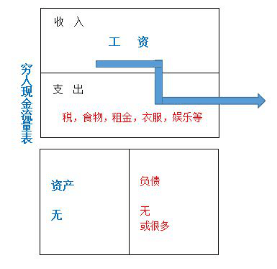 穷人现金流量表
收 入
工 资
支 出
税，食物，租金，衣服，娱乐等
资产
无
负债
无
或很多